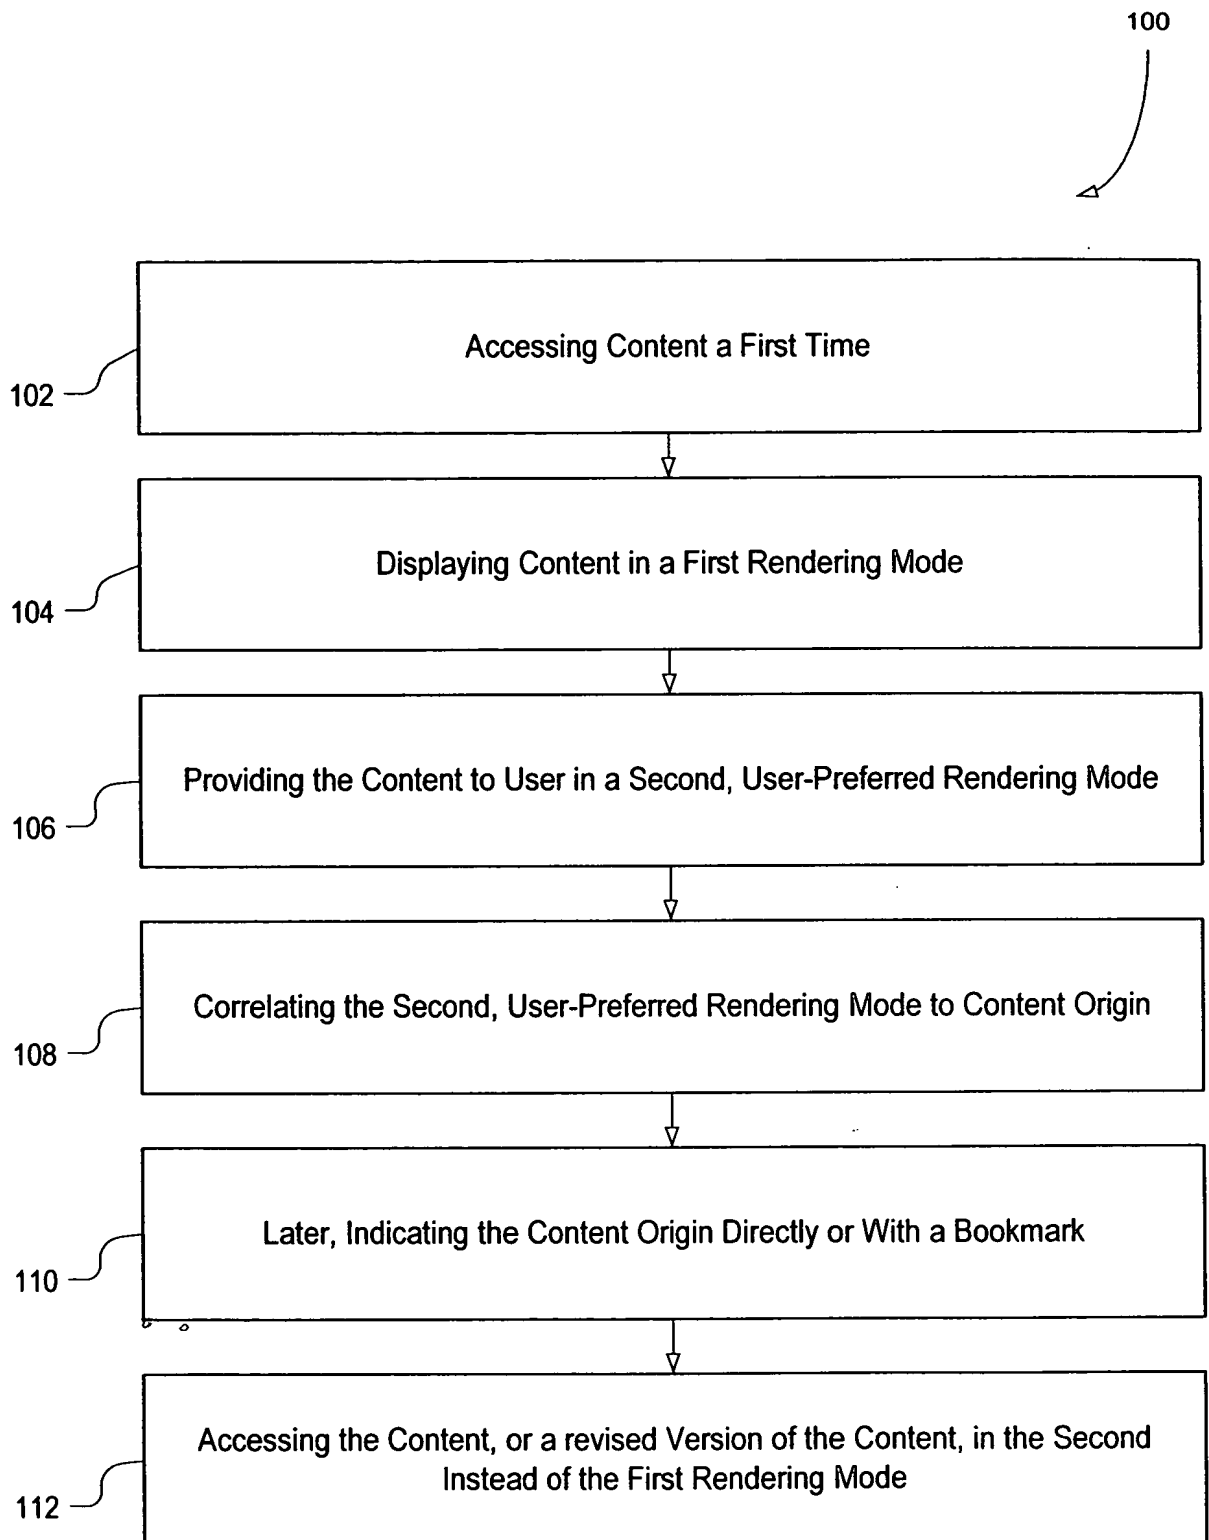 100
Accessing Content a First Time
102
Displaying Content in a First Rendering Mode
104
Providing the Content to User in a Second, User-Preferred Rendering Mode
106
Correlating the Second, User-Preferred Rendering Mode to Content Origin
108
Later, Indicating the Content Origin Directly or With a Bookmark
110
Accessing the Content, or a revised Version of the Content, in the Second
Instead of the First Rendering Mode
112